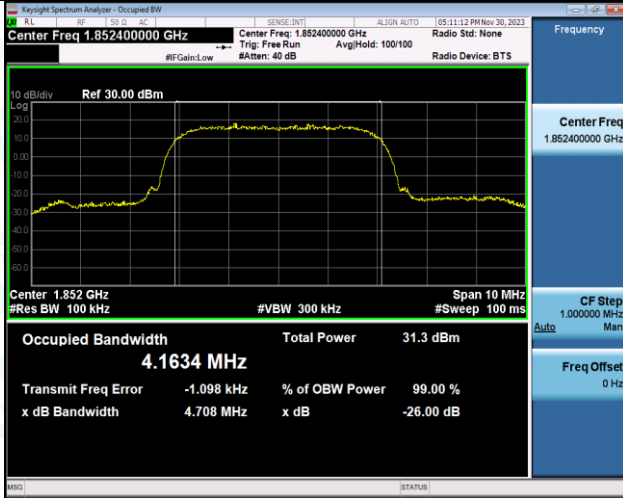 Keysight Spectrum Analyzer - Occupied BW
RL RF 50 Ω AC SENSE:INT ALIGN AUTO 05:11:12 PM Nov 30, 2023
Center Freq 1.852400000 GHz
Center Freq: 1.852400000 GHz
Radio Std: None
Trig: Free Run Avg|Hold: 100/100
#IFGain:Low
#Atten: 40 dB
Radio Device: BTS
10 dB/div Ref 30.00 dBm
Log
20.0
10.0
0.00
-10.0
-20.0
-30.0
-40.0
-50.0
-60.0
Center 1.852 GHz Span 10 MHz
#Res BW 100 kHz #VBW 300 kHz #Sweep 100 ms
Occupied Bandwidth Total Power 31.3 dBm
4.1634 MHz
Transmit Freq Error -1.098 kHz % of OBW Power 99.00 %
x dB Bandwidth 4.708 MHz x dB -26.00 dB
MSG STATUS
Frequency
Center Freq
1.852400000 GHz
CF Step
1.000000 MHz
Auto Man
Freq Offset
0 Hz